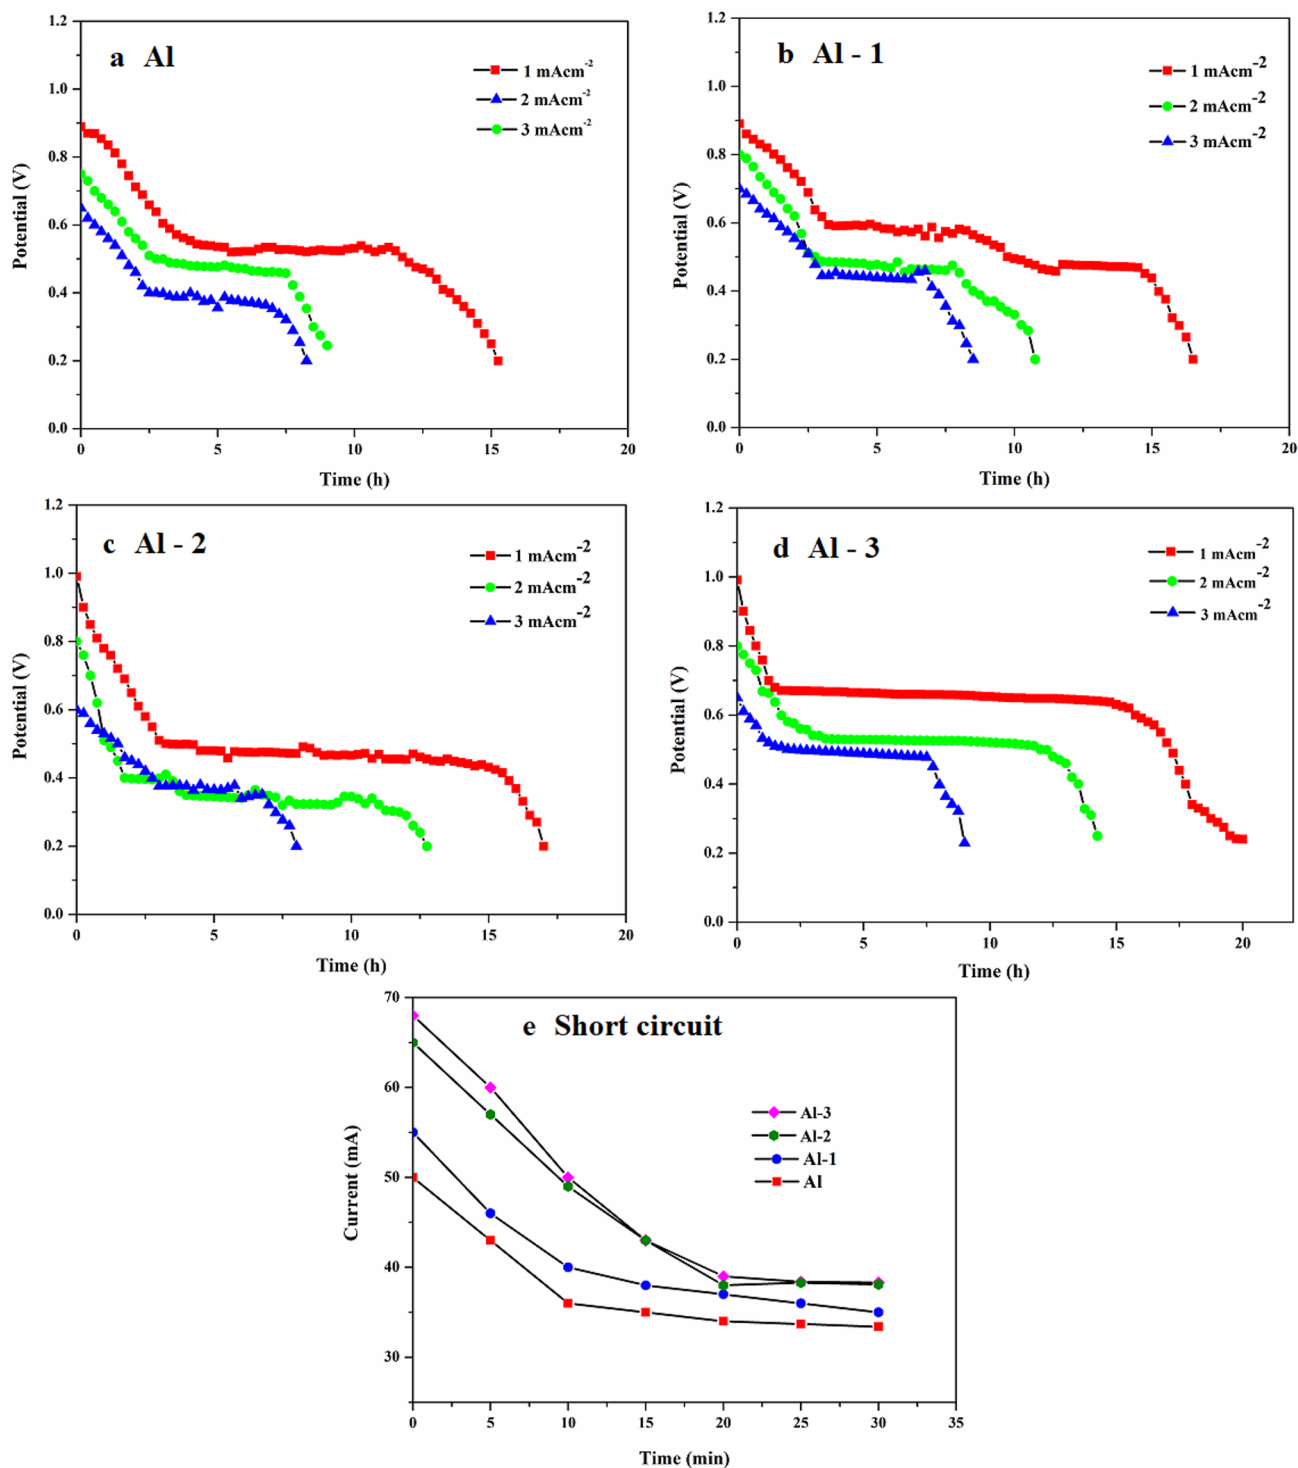 a Al
1 mAcm-2
2 mAcm-2
3 mAcm-2
1.2
1.0
0.8
0.6
0.4
0.2
0.0
Potential (V)
0 5 10 15 20
Time (h)
b Al - 1
1 mAcm-2
2 mAcm-2
3 mAcm-2
1.2
1.0
0.8
0.6
0.4
0.2
0.0
Potential (V)
0 5 10 15 20
Time (h)
c Al - 2
1 mAcm-2
2 mAcm-2
3 mAcm-2
1.2
1.0
0.8
0.6
0.4
0.2
0.0
Potential (V)
0 5 10 15 20
Time (h)
d Al - 3
1 mAcm-2
2 mAcm-2
3 mAcm-2
1.2
1.0
0.8
0.6
0.4
0.2
0.0
Potential (V)
0 5 10 15 20
Time (h)
e Short circuit
Al-3
Al-2
Al-1
Al
70
60
50
40
30
Current (mA)
0 5 10 15 20 25 30 35
Time (min)